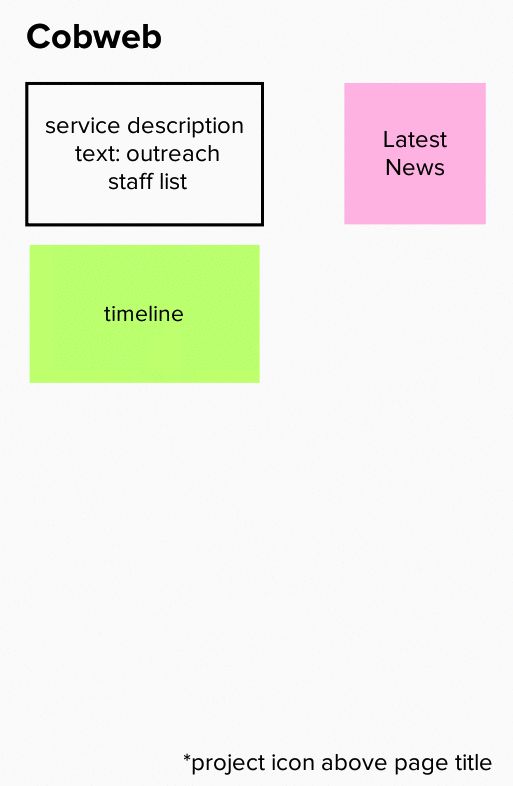 Cobweb
service description
text: outreach
staff list
Latest
News
timeline
*project icon above page title